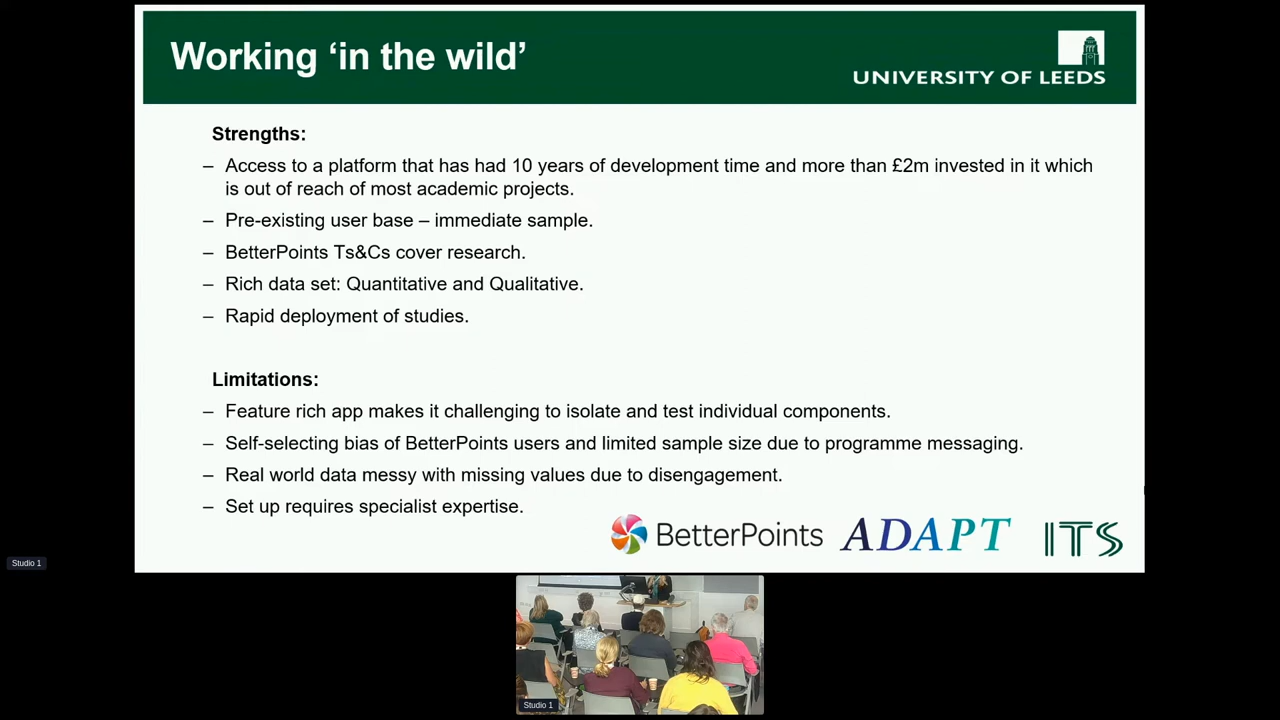 Working ‘in the wild’
UNIVERSITY OF LEEDS
Strengths:
– Access to a platform that has had 10 years of development time and more than £2m invested in it which
is out of reach of most academic projects.
– Pre-existing user base – immediate sample.
– BetterPoints Ts&Cs cover research.
– Rich data set: Quantitative and Qualitative.
– Rapid deployment of studies.
Limitations:
– Feature rich app makes it challenging to isolate and test individual components.
– Self-selecting bias of BetterPoints users and limited sample size due to programme messaging.
– Real world data messy with missing values due to disengagement.
– Set up requires specialist expertise.
BetterPoints ADAPT ITS
Studio 1
Studio 1